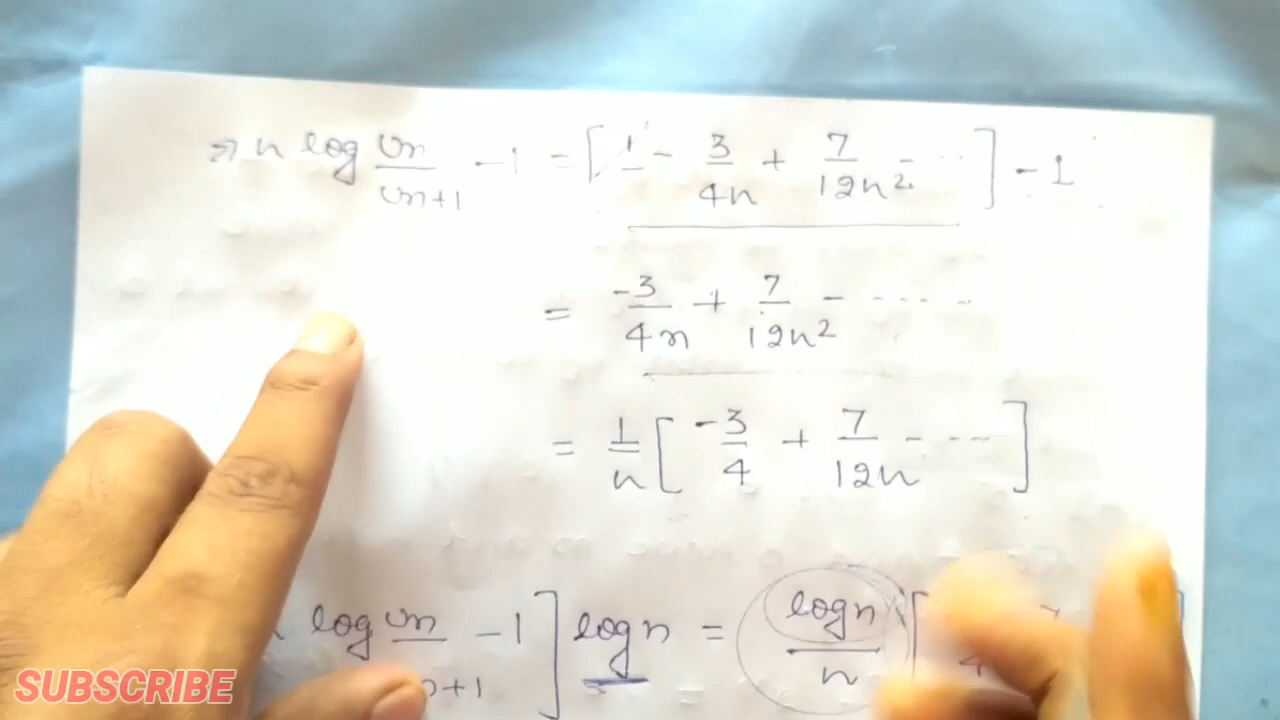 ⇒ n log un/un+1 - 1 = [1 - 3/4n + 7/12n² - ...] - 1
= -3/4n + 7/12n² - ......
= 1/n [-3/4 + 7/12n - ....]
log un/n+1 - 1] log n = log n/n [ 4
SUBSCRIBE